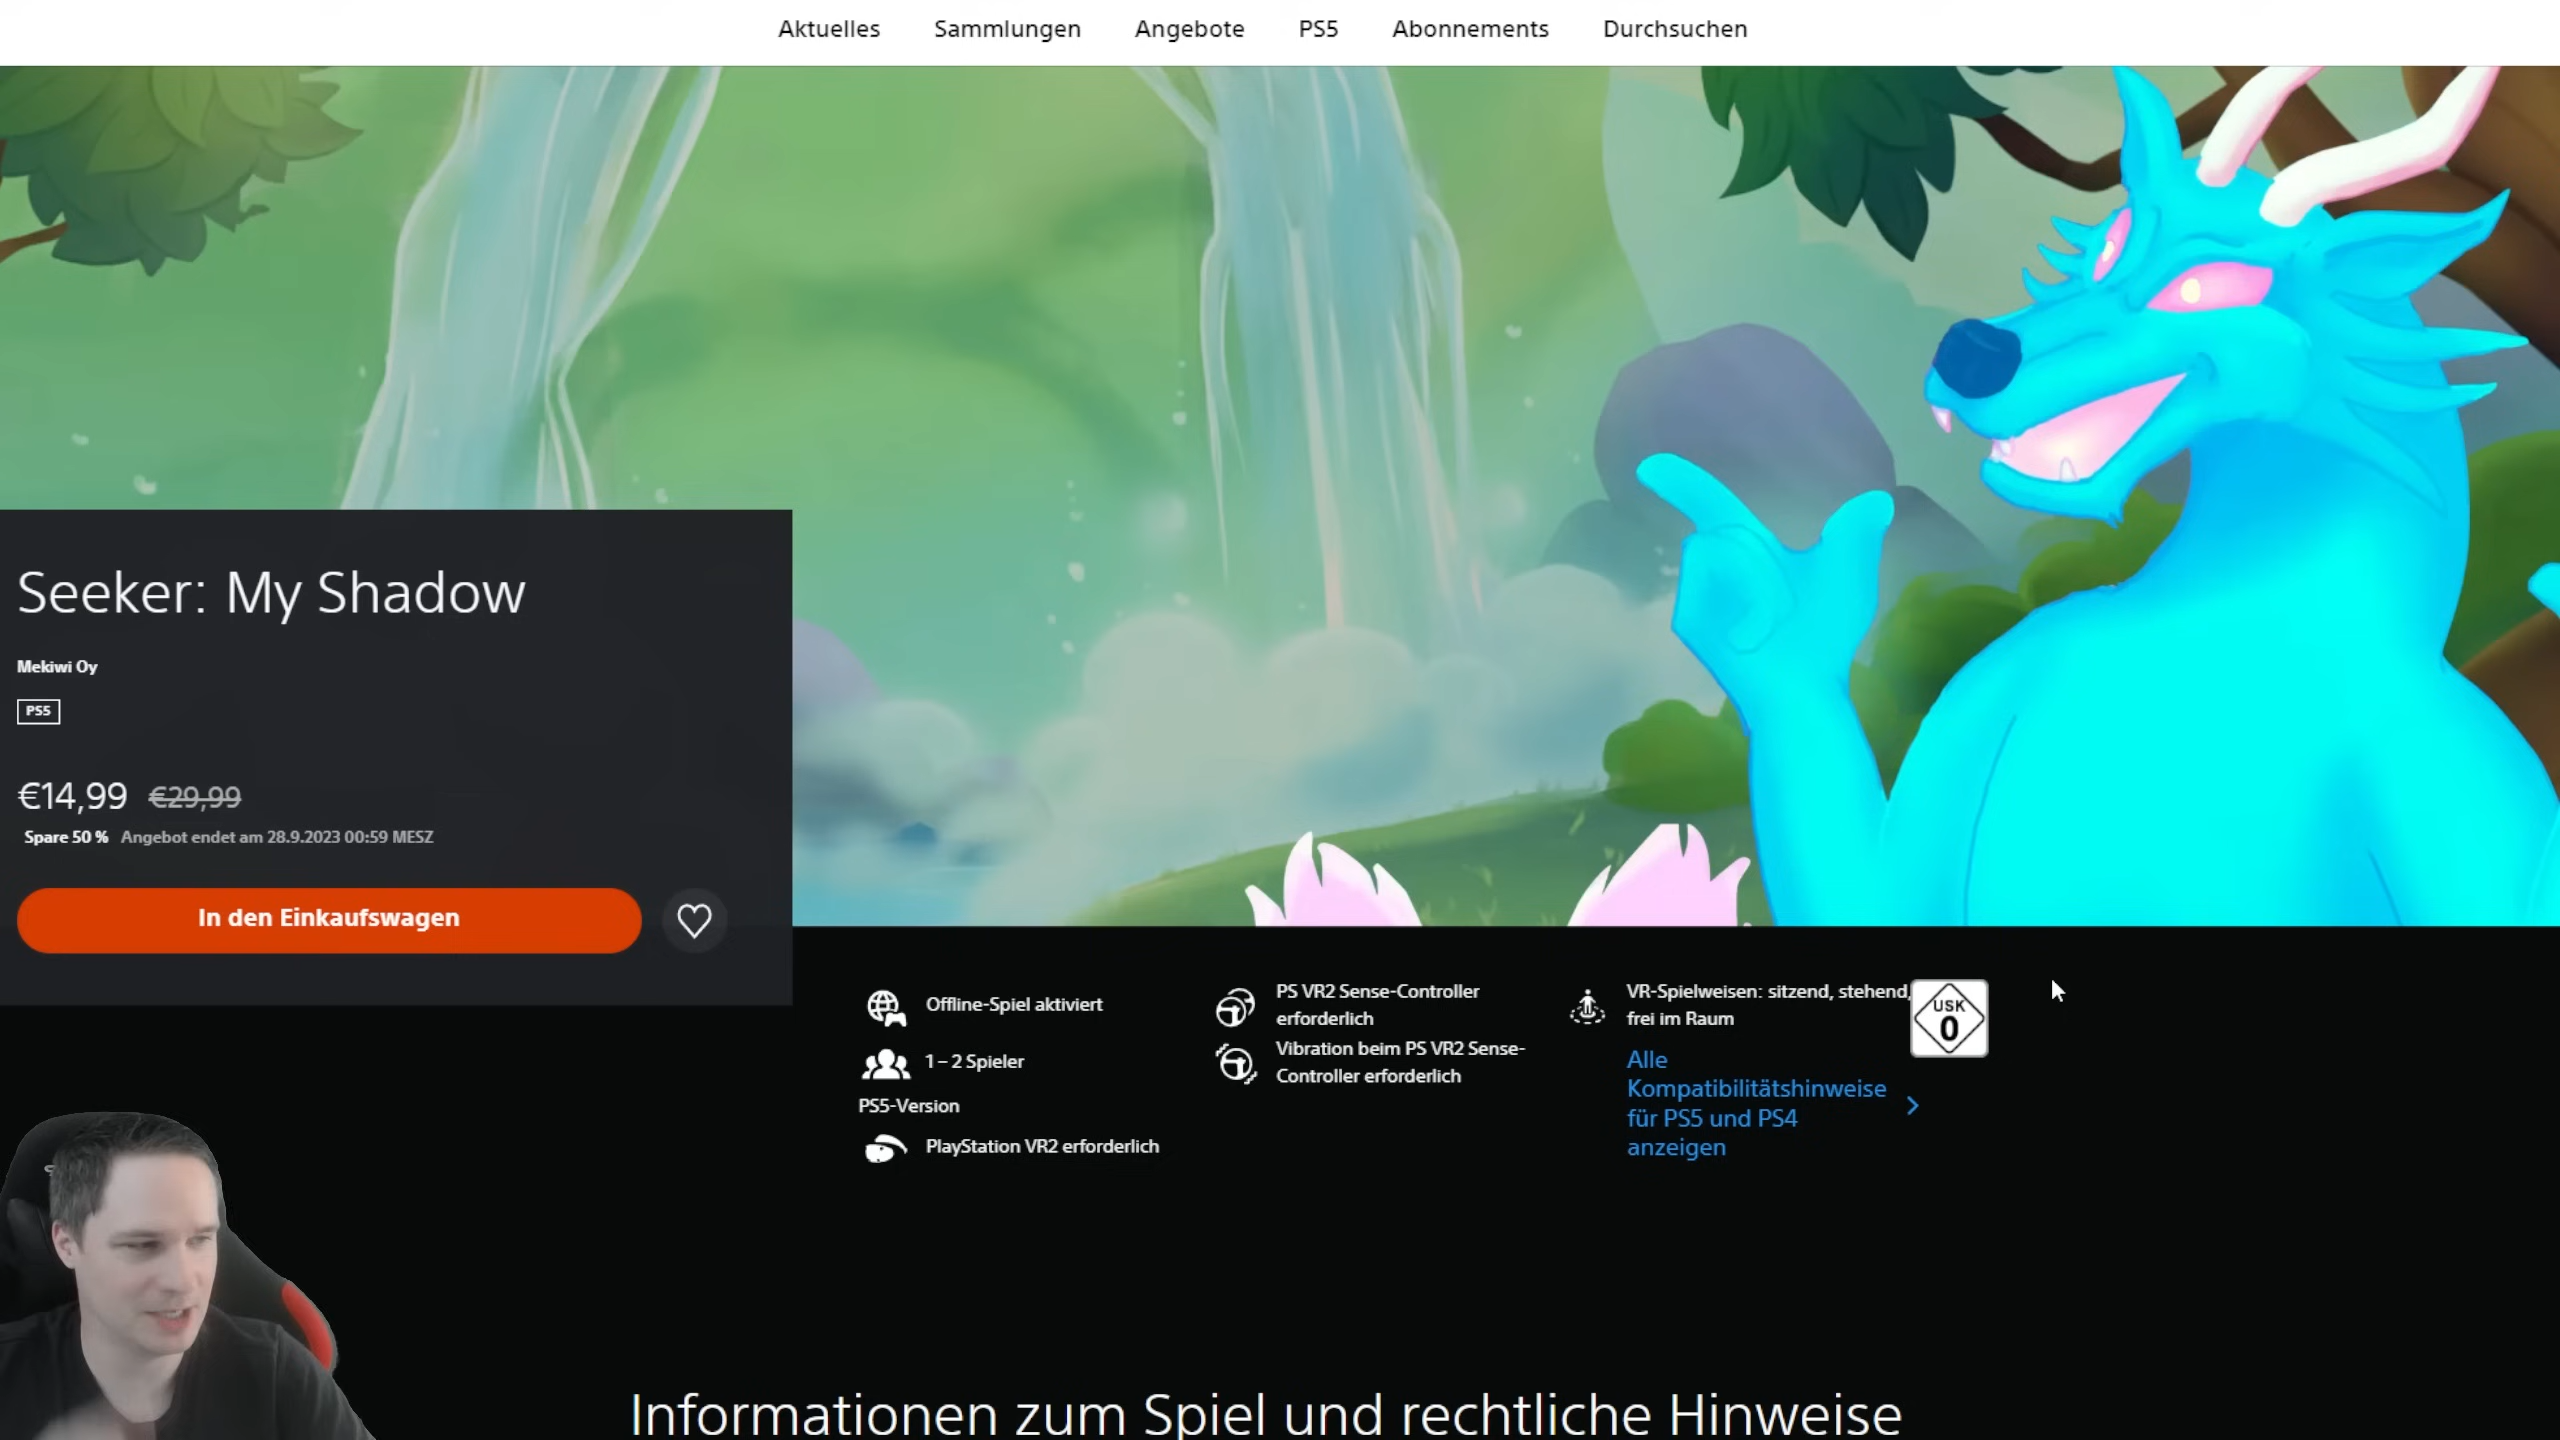 Aktuelles Sammlungen Angebote PS5 Abonnements Durchsuchen
Seeker: My Shadow
Mekiwi Oy
PS5
€14,99 €29,99
Spare 50 % Angebot endet am 28.9.2023 00:59 MESZ
In den Einkaufswagen
Offline-Spiel aktiviert
1 – 2 Spieler
PS5-Version
PlayStation VR2 erforderlich
PS VR2 Sense-Controller
erforderlich
Vibration beim PS VR2 Sense-
Controller erforderlich
VR-Spielweisen: sitzend, stehend,
frei im Raum
Alle
Kompatibilitätshinweise
für PS5 und PS4
anzeigen
USK
0
Informationen zum Spiel und rechtliche Hinweise